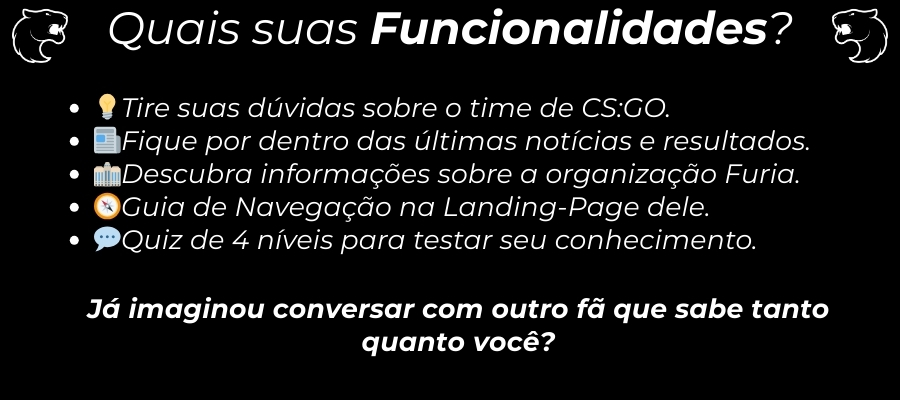 Quais suas Funcionalidades?
• 💡Tire suas dúvidas sobre o time de CS:GO.
• 📰Fique por dentro das últimas notícias e resultados.
• 🏙️Descubra informações sobre a organização Furia.
• 🧭Guia de Navegação na Landing-Page dele.
• 💬Quiz de 4 níveis para testar seu conhecimento.
Já imaginou conversar com outro fã que sabe tanto
quanto você?